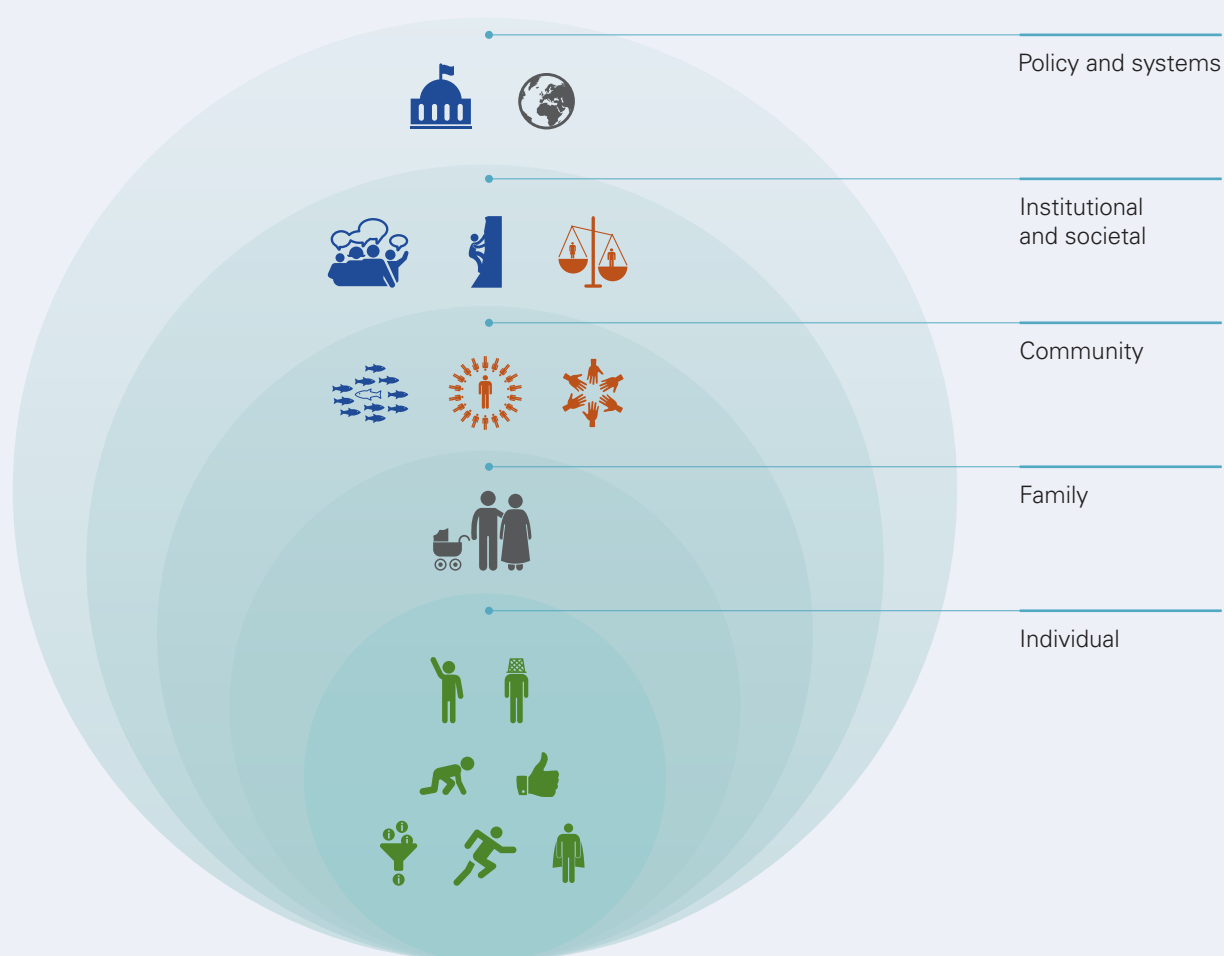 Policy and systems
Institutional
and societal
Community
Family
Individual